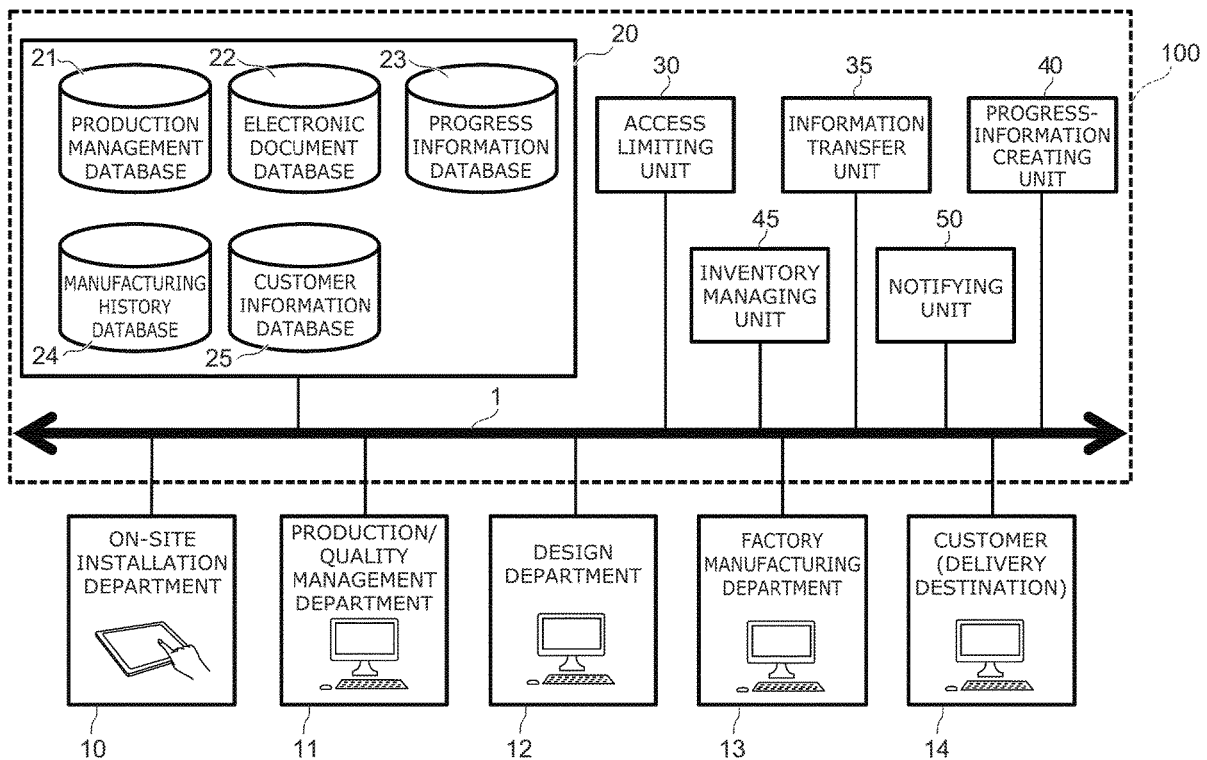 20
100
21
22
23
PRODUCTION
MANAGEMENT
DATABASE
ELECTRONIC
DOCUMENT
DATABASE
PROGRESS
INFORMATION
DATABASE
30
ACCESS
LIMITING
UNIT
35
INFORMATION
TRANSFER
UNIT
40
PROGRESS-
INFORMATION
CREATING
UNIT
MANUFACTURING
HISTORY
DATABASE
24
CUSTOMER
INFORMATION
DATABASE
25
45
INVENTORY
MANAGING
UNIT
50
NOTIFYING
UNIT
1
ON-SITE
INSTALLATION
DEPARTMENT
10
PRODUCTION/
QUALITY
MANAGEMENT
DEPARTMENT
11
DESIGN
DEPARTMENT
12
FACTORY
MANUFACTURING
DEPARTMENT
13
CUSTOMER
(DELIVERY
DESTINATION)
14